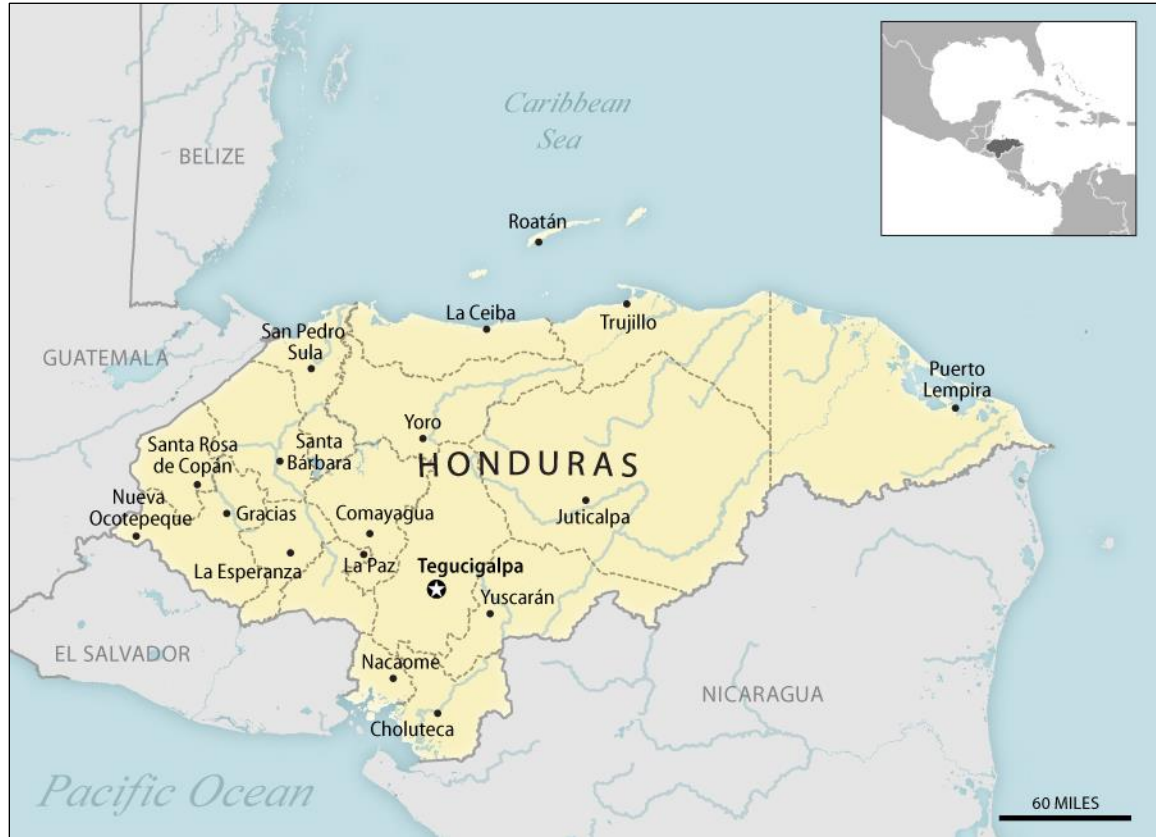 Caribbean
Sea
BELIZE
Roatán
La Ceiba
Trujillo
San Pedro
Sula
GUATEMALA
Puerto
Lempira
Yoro
Santa Rosa
de Copán
Santa
Bárbara
HONDURAS
Nueva
Ocotepeque
Gracias
Comayagua
Juticalpa
La Esperanza
La Paz
Tegucigalpa
Yuscarán
EL SALVADOR
Nacaome
NICARAGUA
Choluteca
Pacific Ocean
60 MILES